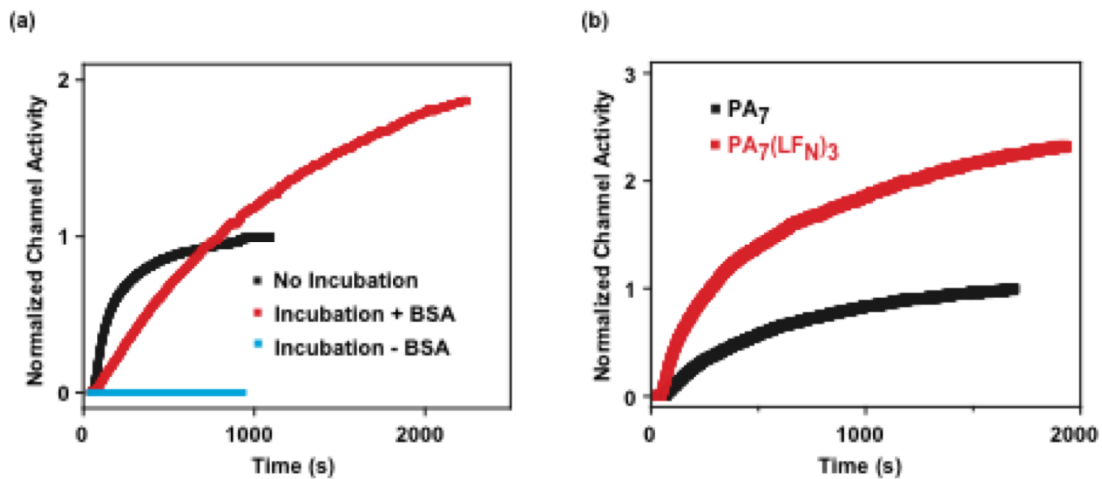 (a)
Normalized Channel Activity
2
1
0
No Incubation
Incubation + BSA
Incubation - BSA
0 1000 2000
Time (s)
(b)
Normalized Channel Activity
3
2
1
0
PA7
PA7(LFN)3
0 1000 2000
Time (s)